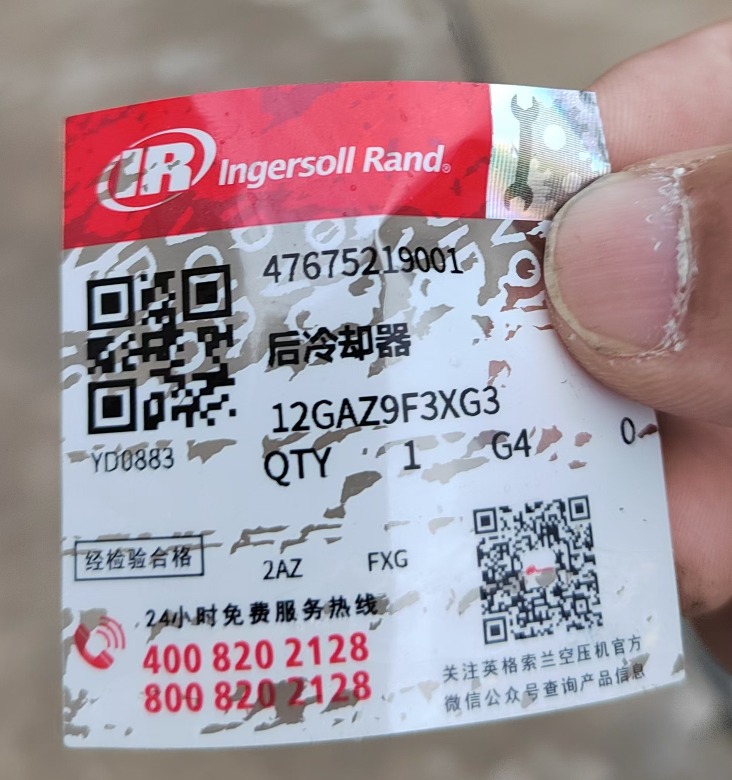 IR Ingersoll Rand®
47675219001
后冷却器
12GAZ9F3XG3
YD0883
QTY 1 G4 0
经检验合格
2AZ FXG
24小时免费服务热线
400 820 2128
800 820 2128
关注英格索兰空压机官方
微信公众号查询产品信息